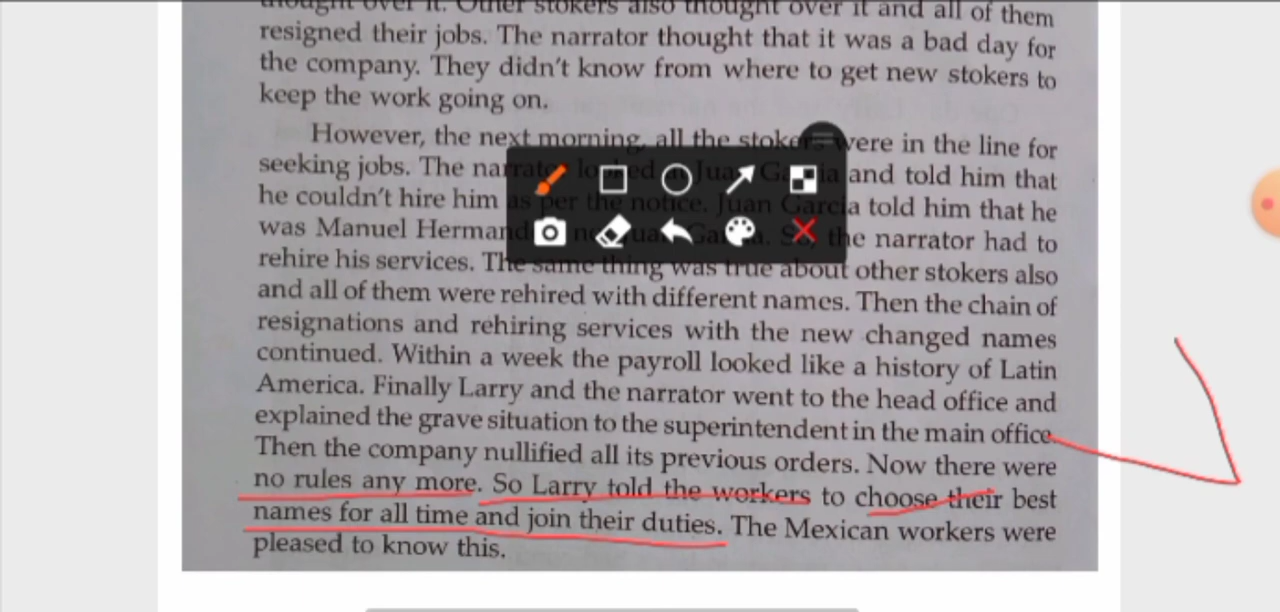 thought over it. Other stokers also thought over it and all of them
resigned their jobs. The narrator thought that it was a bad day for
the company. They didn't know from where to get new stokers to
keep the work going on.
However, the next morning, all the stokers were in the line for
seeking jobs. The narrator looked Juan Garcia and told him that
he couldn't hire him as per the notice. Juan Garcia told him that he
was Manuel Juan Garcia. So, the narrator had to
rehire his services. The same thing was true about other stokers also
and all of them were rehired with different names. Then the chain of
resignations and rehiring services with the new changed names
continued. Within a week the payroll looked like a history of Latin
America. Finally Larry and the narrator went to the head office and
explained the grave situation to the superintendent in the main office.
Then the company nullified all its previous orders. Now there were
no rules any more. So Larry told the workers to choose their best
names for all time and join their duties. The Mexican workers were
pleased to know this.